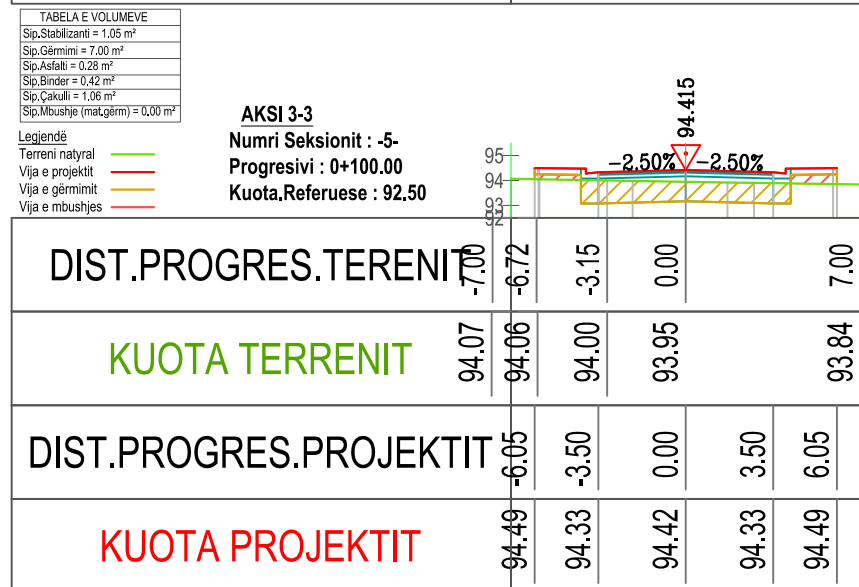 TABELA E VOLUMEVE
Sip.Stabilizanti = 1.05 m²
Sip.Gërmimi = 7.00 m²
Sip.Asfalti = 0.28 m²
Sip.Binder = 0.42 m²
Sip.Çakulli = 1.06 m²
Sip.Mbushje (mat.gërm) = 0.00 m²
Legjendë
Terreni natyral
Vija e projektit
Vija e gërmimit
Vija e mbushjes
AKSI 3-3
Numri Seksionit : -5-
Progresivi : 0+100.00
Kuota.Referuese : 92.50
94.415
-2.50% -2.50%
95
94
93
92
DIST.PROGRES.TERENIT -7.00 -6.72 -3.15 0.00 7.00
KUOTA TERRENIT 94.07 94.06 94.00 93.95 93.84
DIST.PROGRES.PROJEKTIT -6.05 -3.50 0.00 3.50 6.05
KUOTA PROJEKTIT 94.49 94.33 94.42 94.33 94.49